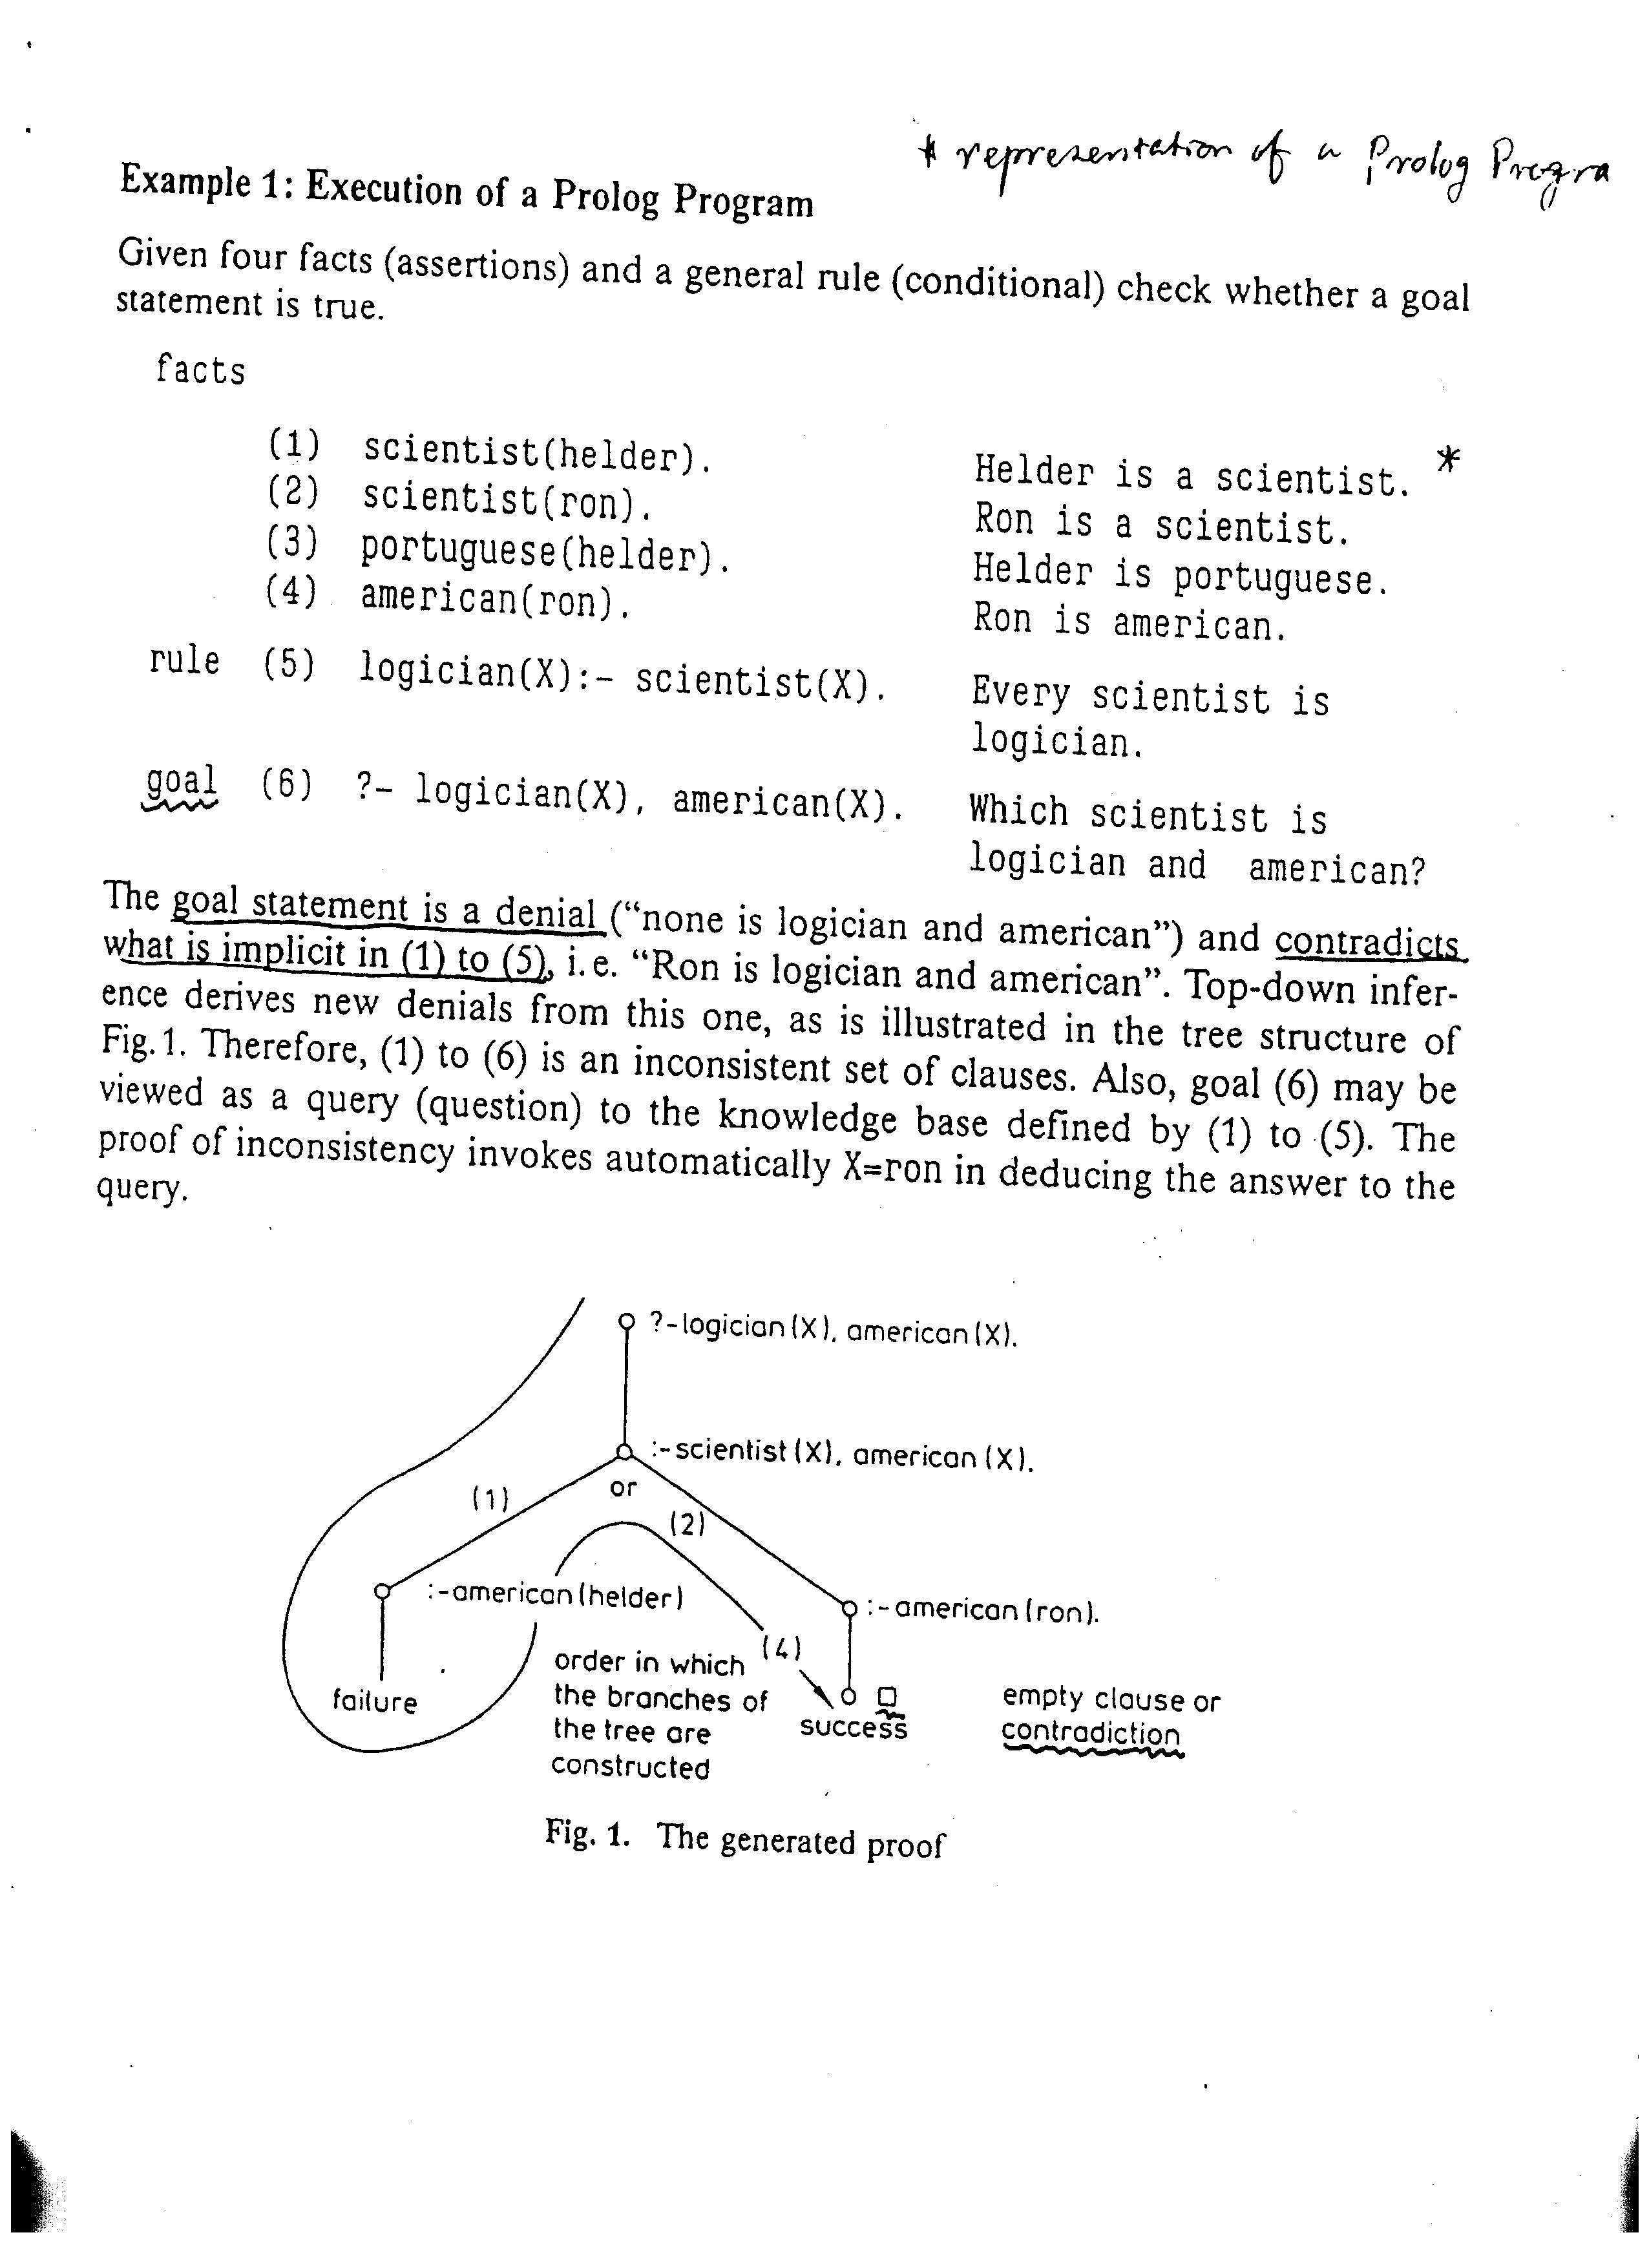 * representation of a Prolog Progra
Example 1: Execution of a Prolog Program
Given four facts (assertions) and a general rule (conditional) check whether a goal
statement is true.
facts
(1) scientist(helder). Helder is a scientist. *
(2) scientist(ron). Ron is a scientist.
(3) portuguese(helder). Helder is portuguese.
(4) american(ron). Ron is american.
rule (5) logician(X):- scientist(X). Every scientist is
logician.
goal (6) ?- logician(X), american(X). Which scientist is
logician and american?
The goal statement is a denial (“none is logician and american”) and contradicts
what is implicit in (1) to (5), i.e. “Ron is logician and american”. Top-down infer-
ence derives new denials from this one, as is illustrated in the tree structure of
Fig. 1. Therefore, (1) to (6) is an inconsistent set of clauses. Also, goal (6) may be
viewed as a query (question) to the knowledge base defined by (1) to (5). The
proof of inconsistency invokes automatically X=ron in deducing the answer to the
query.
?-logician(X), american(X).
:-scientist(X), american(X).
or
(1)
(2)
:-american(helder)
:-american(ron).
(4)
order in which
the branches of
the tree are
constructed
failure
success
empty clause or
contradiction
Fig. 1. The generated proof